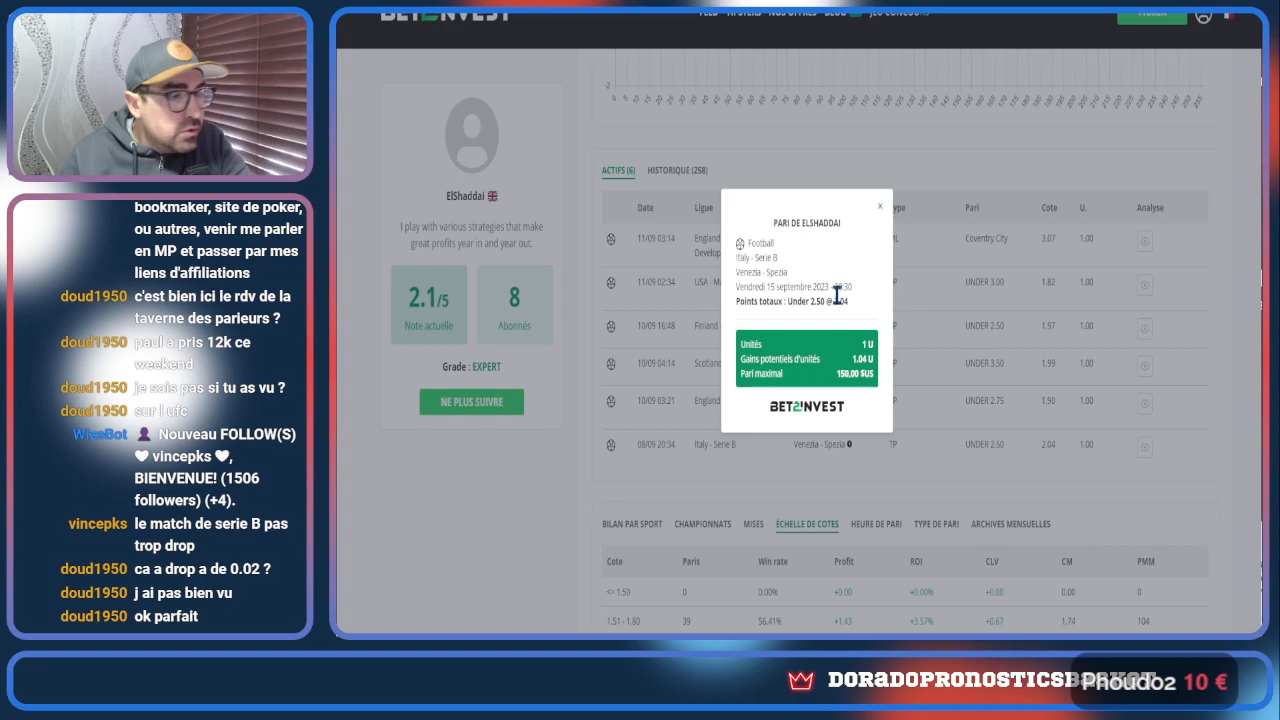 bookmaker, site de poker,
ou autres, venir me parler
en MP et passer par mes
liens d'affiliations
doud1950 c'est bien ici le rdv de la
taverne des parieurs ?
doud1950 paul a pris 12k ce
weekend
doud1950 je sais pas si tu as vu ?
doud1950 sur l ufc
WizeBot Nouveau FOLLOW(S)
vincepks ,
BIENVENUE! (1506
followers) (+4).
vincepks le match de serie B pas
trop drop
doud1950 ca a drop a de 0.02 ?
doud1950 j ai pas bien vu
doud1950 ok parfait
ElShaddai
I play with various strategies that make
great profits year in and year out.
2.1/5 8
Note actuelle Abonnés
Grade : EXPERT
NE PLUS SUIVRE
-2
ACTIFS (6) HISTORIQUE (258)
Date Ligue Pari Cote U. Analyse
11/09 03:14 England Coventry City 3.07 1.00
11/09 02:34 UNDER 3.00 1.82 1.00
10/09 16:48 Finland UNDER 2.50 1.97 1.00
10/09 04:14 UNDER 3.50 1.99 1.00
10/09 03:21 UNDER 2.75 1.90 1.00
08/09 20:34 Italy - Serie B Venezia - Spezia TP UNDER 2.50 2.04 1.00
X
PARI DE ELSHADDAI
Football
Italy - Serie B
Venezia - Spezia
Vendredi 15 septembre 2023
Points totaux : Under 2.50
Unités 1 U
Gains potentiels d'unités 1.04 U
Pari maximal 150,00 $US
BET2INVEST
BILAN PAR SPORT CHAMPIONNATS MISES ÉCHELLE DE COTES HEURE DE PARI TYPE DE PARI ARCHIVES MENSUELLES
Cote Paris Win rate Profit ROI CLV CM PMM
<= 1.50 0 0.00% +0.00 +0.00% +0.00 0.00 0
1.51 - 1.80 39 56.41% +1.43 +3.57% +0.67 1.74 104
DORADOPRONOSTICS
Phoudo2 10 €